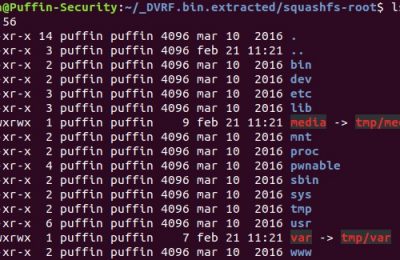 @Puffin-Security:~/_DVRF.bin.extracted/squashfs-root$ l
56
-xr-x 14 puffin puffin 4096 mar 10 2016 .
-xr-x 3 puffin puffin 4096 feb 21 11:21 ..
-xr-x 2 puffin puffin 4096 mar 10 2016 bin
-xr-x 2 puffin puffin 4096 mar 10 2016 dev
-xr-x 3 puffin puffin 4096 mar 10 2016 etc
-xr-x 3 puffin puffin 4096 mar 10 2016 lib
wxrwx 1 puffin puffin 9 feb 21 11:21 media -> tmp/me
-xr-x 2 puffin puffin 4096 mar 10 2016 mnt
-xr-x 2 puffin puffin 4096 mar 10 2016 proc
-xr-x 4 puffin puffin 4096 mar 10 2016 pwnable
-xr-x 2 puffin puffin 4096 mar 10 2016 sbin
-xr-x 2 puffin puffin 4096 mar 10 2016 sys
-xr-x 2 puffin puffin 4096 mar 10 2016 tmp
-xr-x 6 puffin puffin 4096 mar 10 2016 usr
wxrwx 1 puffin puffin 7 feb 21 11:21 var -> tmp/var
-xr-x 2 puffin puffin 4096 mar 10 2016 www